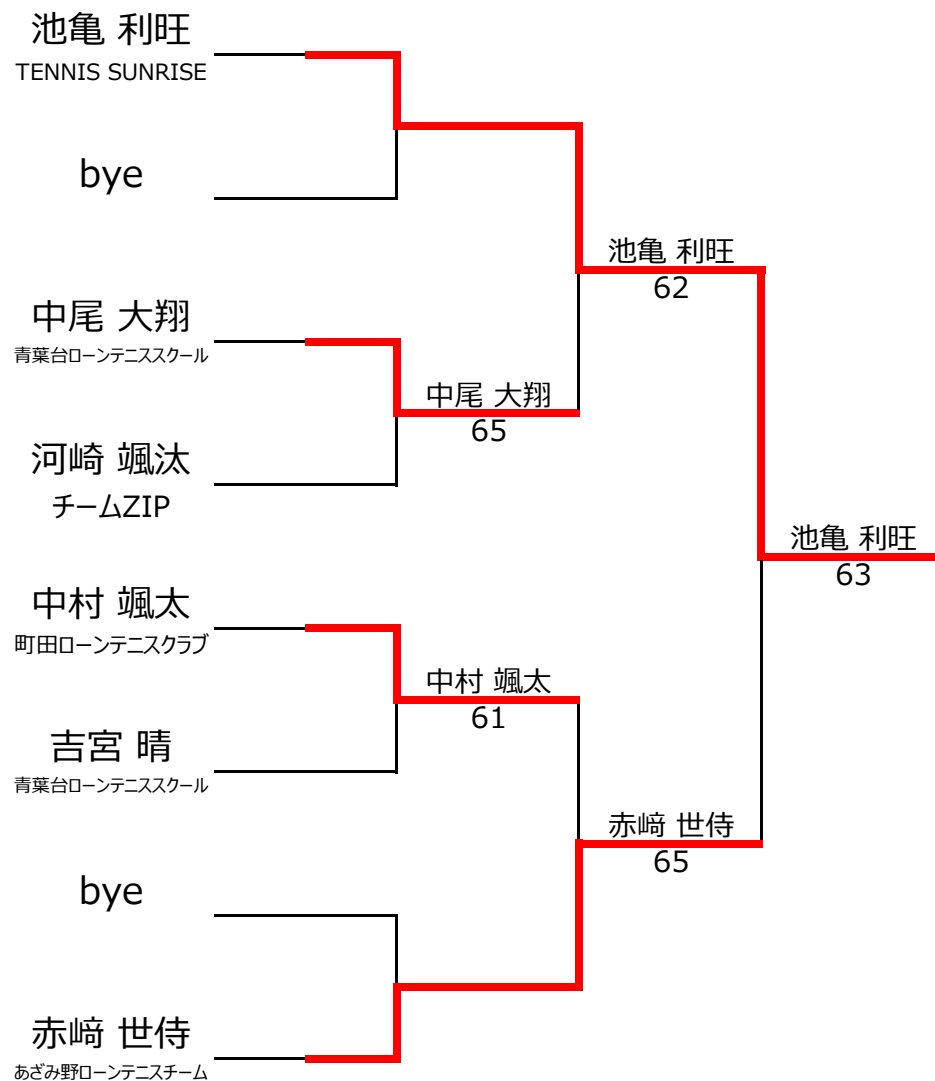 池亀 利旺
TENNIS SUNRISE
bye
池亀 利旺
62
中尾 大翔
青葉台ローンテニススクール
中尾 大翔
65
河崎 颯汰
チームZIP
池亀 利旺
63
中村 颯太
町田ローンテニスクラブ
中村 颯太
61
吉宮 晴
青葉台ローンテニススクール
赤﨑 世侍
65
bye
赤﨑 世侍
あざみ野ローンテニスチーム